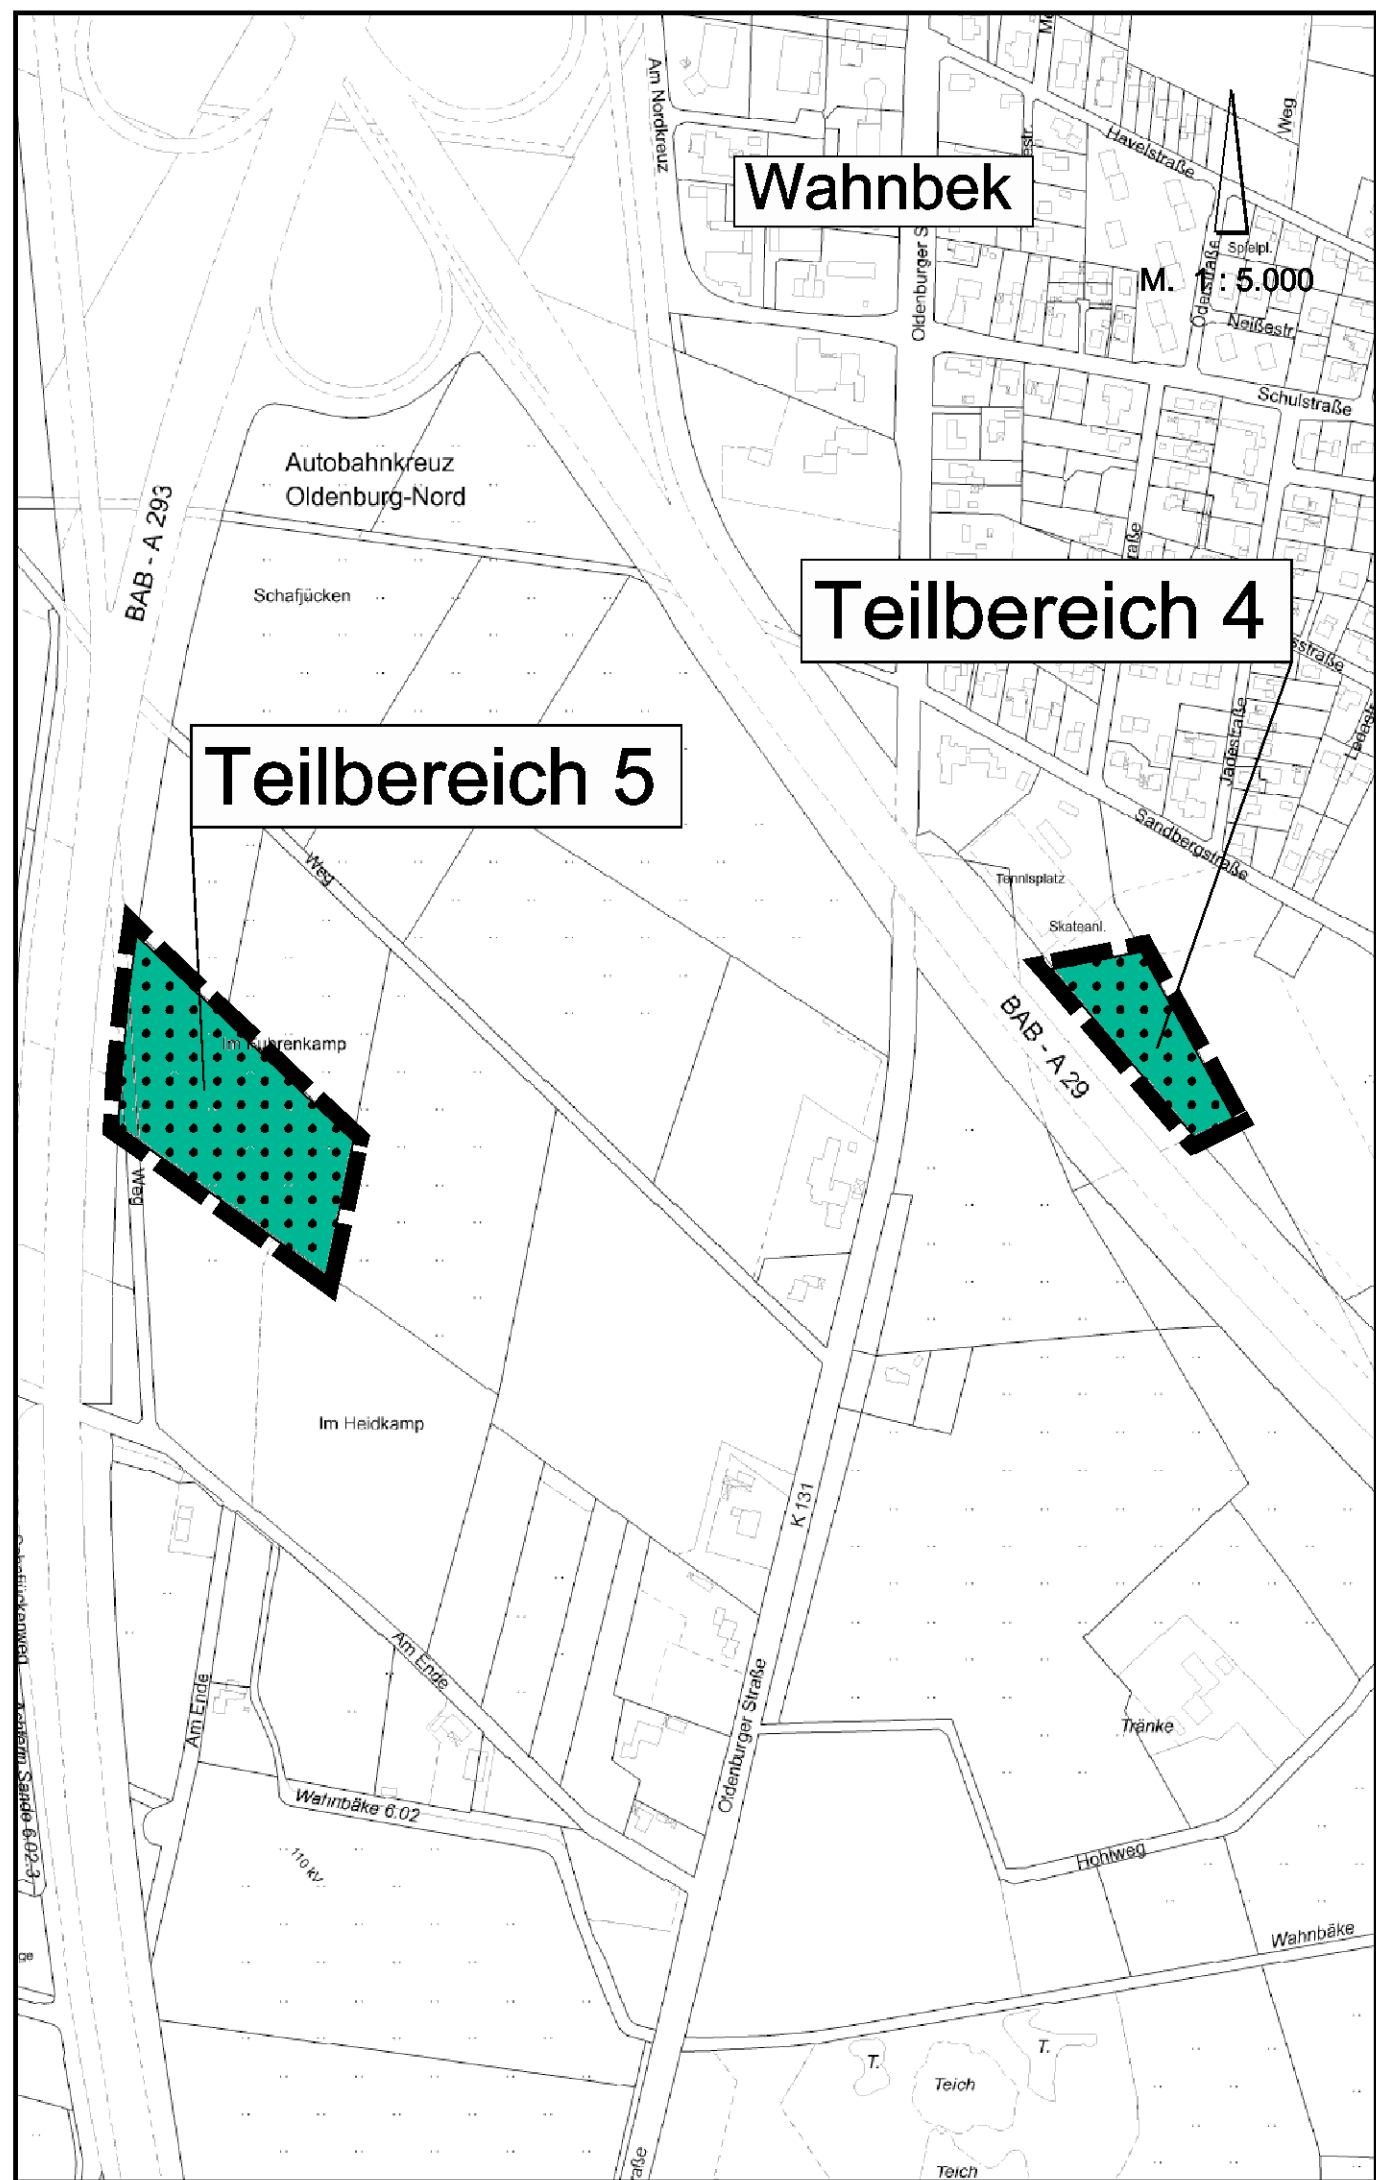 Am Nordkreuz
Weg
Havelstraße
Wahnbek
Spielpl.
M. 1 : 5.000
Oderstraße
Neißestr.
Schulstraße
Autobahnkreuz
Oldenburg-Nord
BAB - A 293
Schafjücken
Teilbereich 4
Jadestraße
Teilbereich 5
Sandbergstraße
Weg
Tennisplatz
Skateanl.
BAB - A 29
Weg
Im Heidkamp
K 131
Am Ende
Am Ende
Oldenburger Straße
Tränke
Wahnbäke 6.02
110 kV
Hohlweg
Wahnbäke
T.
T.
Teich
Teich